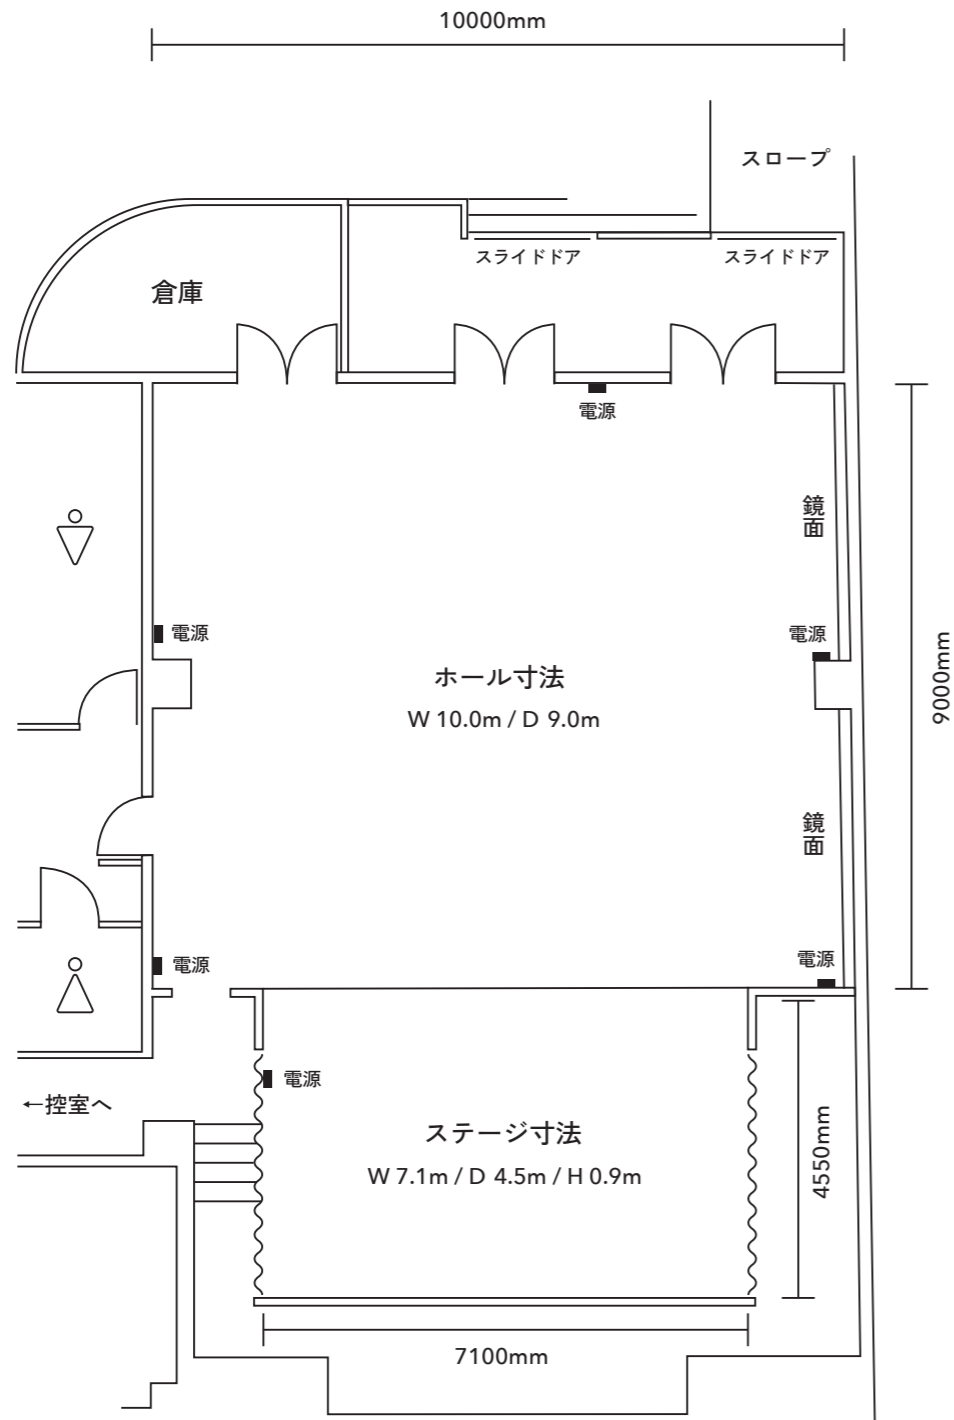 10000mm
スロープ
スライドドア
スライドドア
倉庫
電源
鏡面
電源
電源
ホール寸法
W 10.0m / D 9.0m
9000mm
鏡面
電源
電源
電源
←控室へ
ステージ寸法
W 7.1m / D 4.5m / H 0.9m
4550mm
7100mm